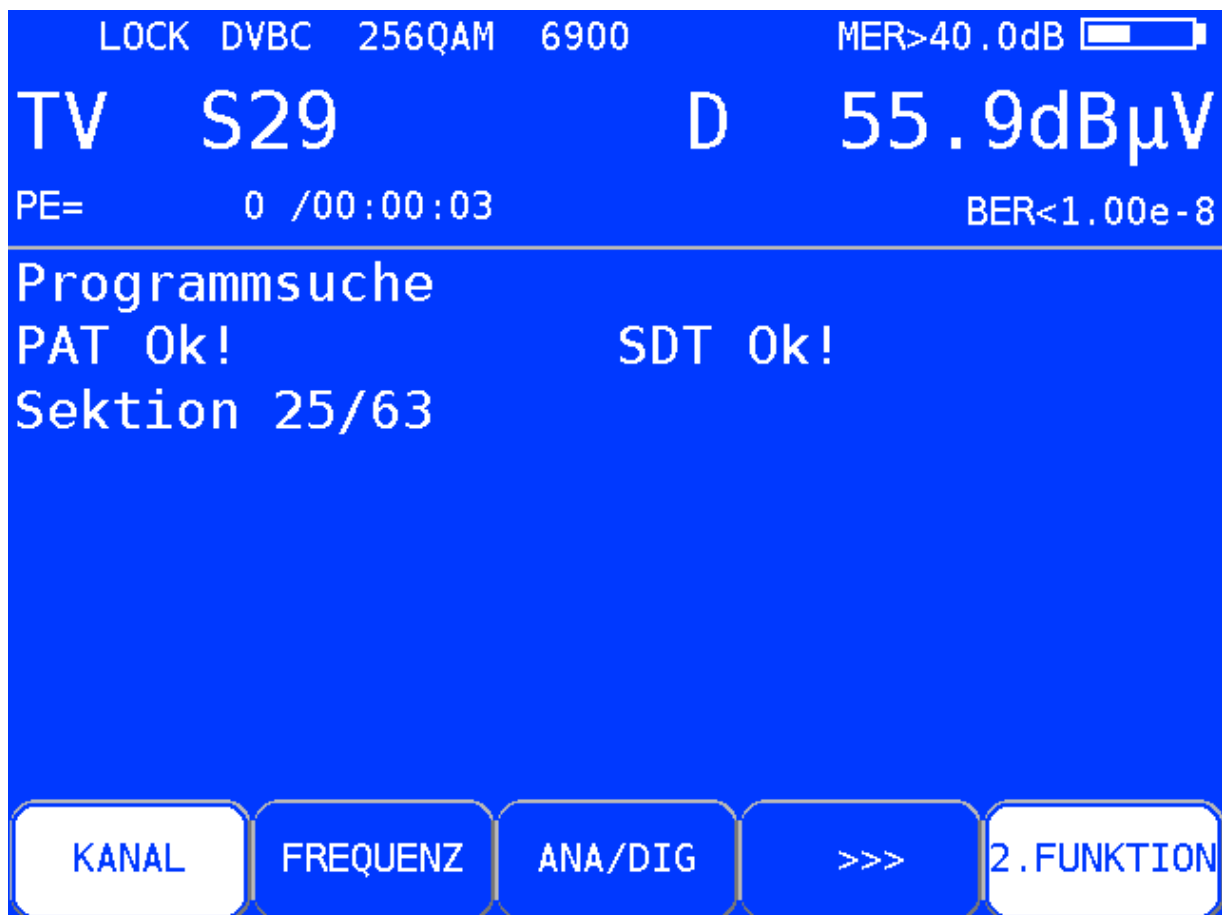 LOCK DVBC 256QAM 6900 MER>40.0dB
TV S29 D 55.9dBµV
PE= 0 /00:00:03 BER<1.00e-8
Programmsuche
PAT Ok! SDT Ok!
Sektion 25/63
KANAL FREQUENZ ANA/DIG >>> 2.FUNKTION